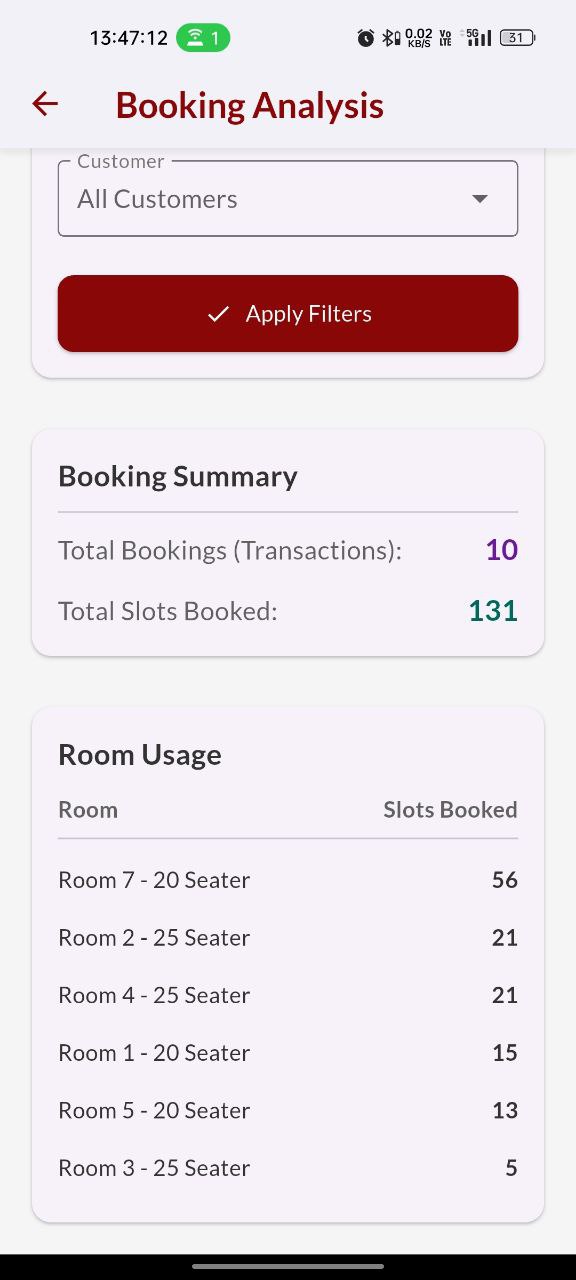 13:47:12 1 0.02 KB/S Vo LTE 5G 31
Booking Analysis
Customer
All Customers
Apply Filters
Booking Summary
Total Bookings (Transactions): 10
Total Slots Booked: 131
Room Usage
Room Slots Booked
Room 7 - 20 Seater 56
Room 2 - 25 Seater 21
Room 4 - 25 Seater 21
Room 1 - 20 Seater 15
Room 5 - 20 Seater 13
Room 3 - 25 Seater 5